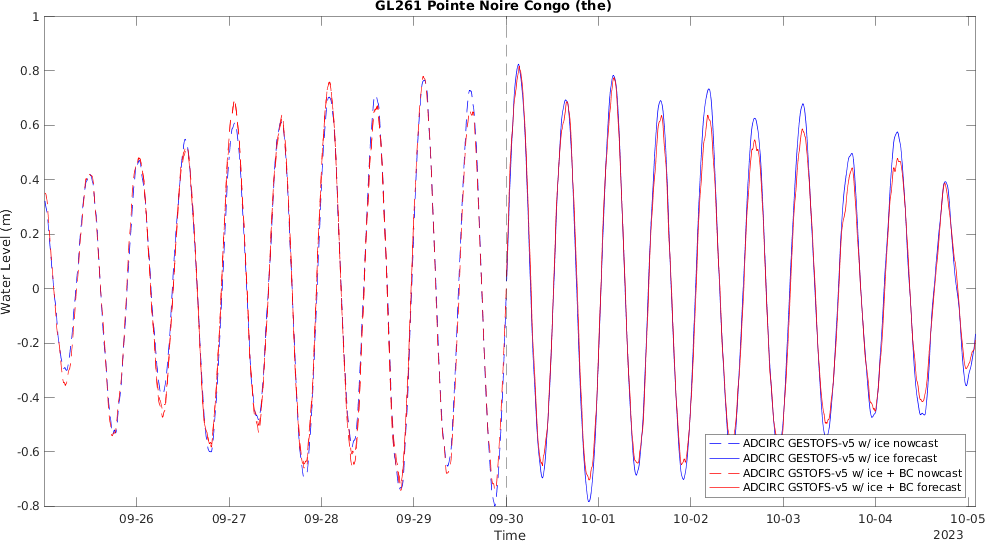 GL261 Pointe Noire Congo (the)
Water Level (m)
1
0.8
0.6
0.4
0.2
0
-0.2
-0.4
-0.6
-0.8
ADCIRC GESTOFS-v5 w/ ice nowcast
ADCIRC GESTOFS-v5 w/ ice forecast
ADCIRC GSTOFS-v5 w/ ice + BC nowcast
ADCIRC GSTOFS-v5 w/ ice + BC forecast
09-26 09-27 09-28 09-29 09-30 10-01 10-02 10-03 10-04 10-05
Time
2023